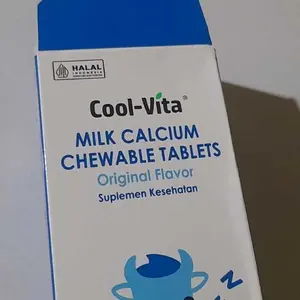 HALAL
INDONESIA
Cool-Vita®
MILK CALCIUM
CHEWABLE TABLETS
Original Flavor
Suplemen Kesehatan
Z